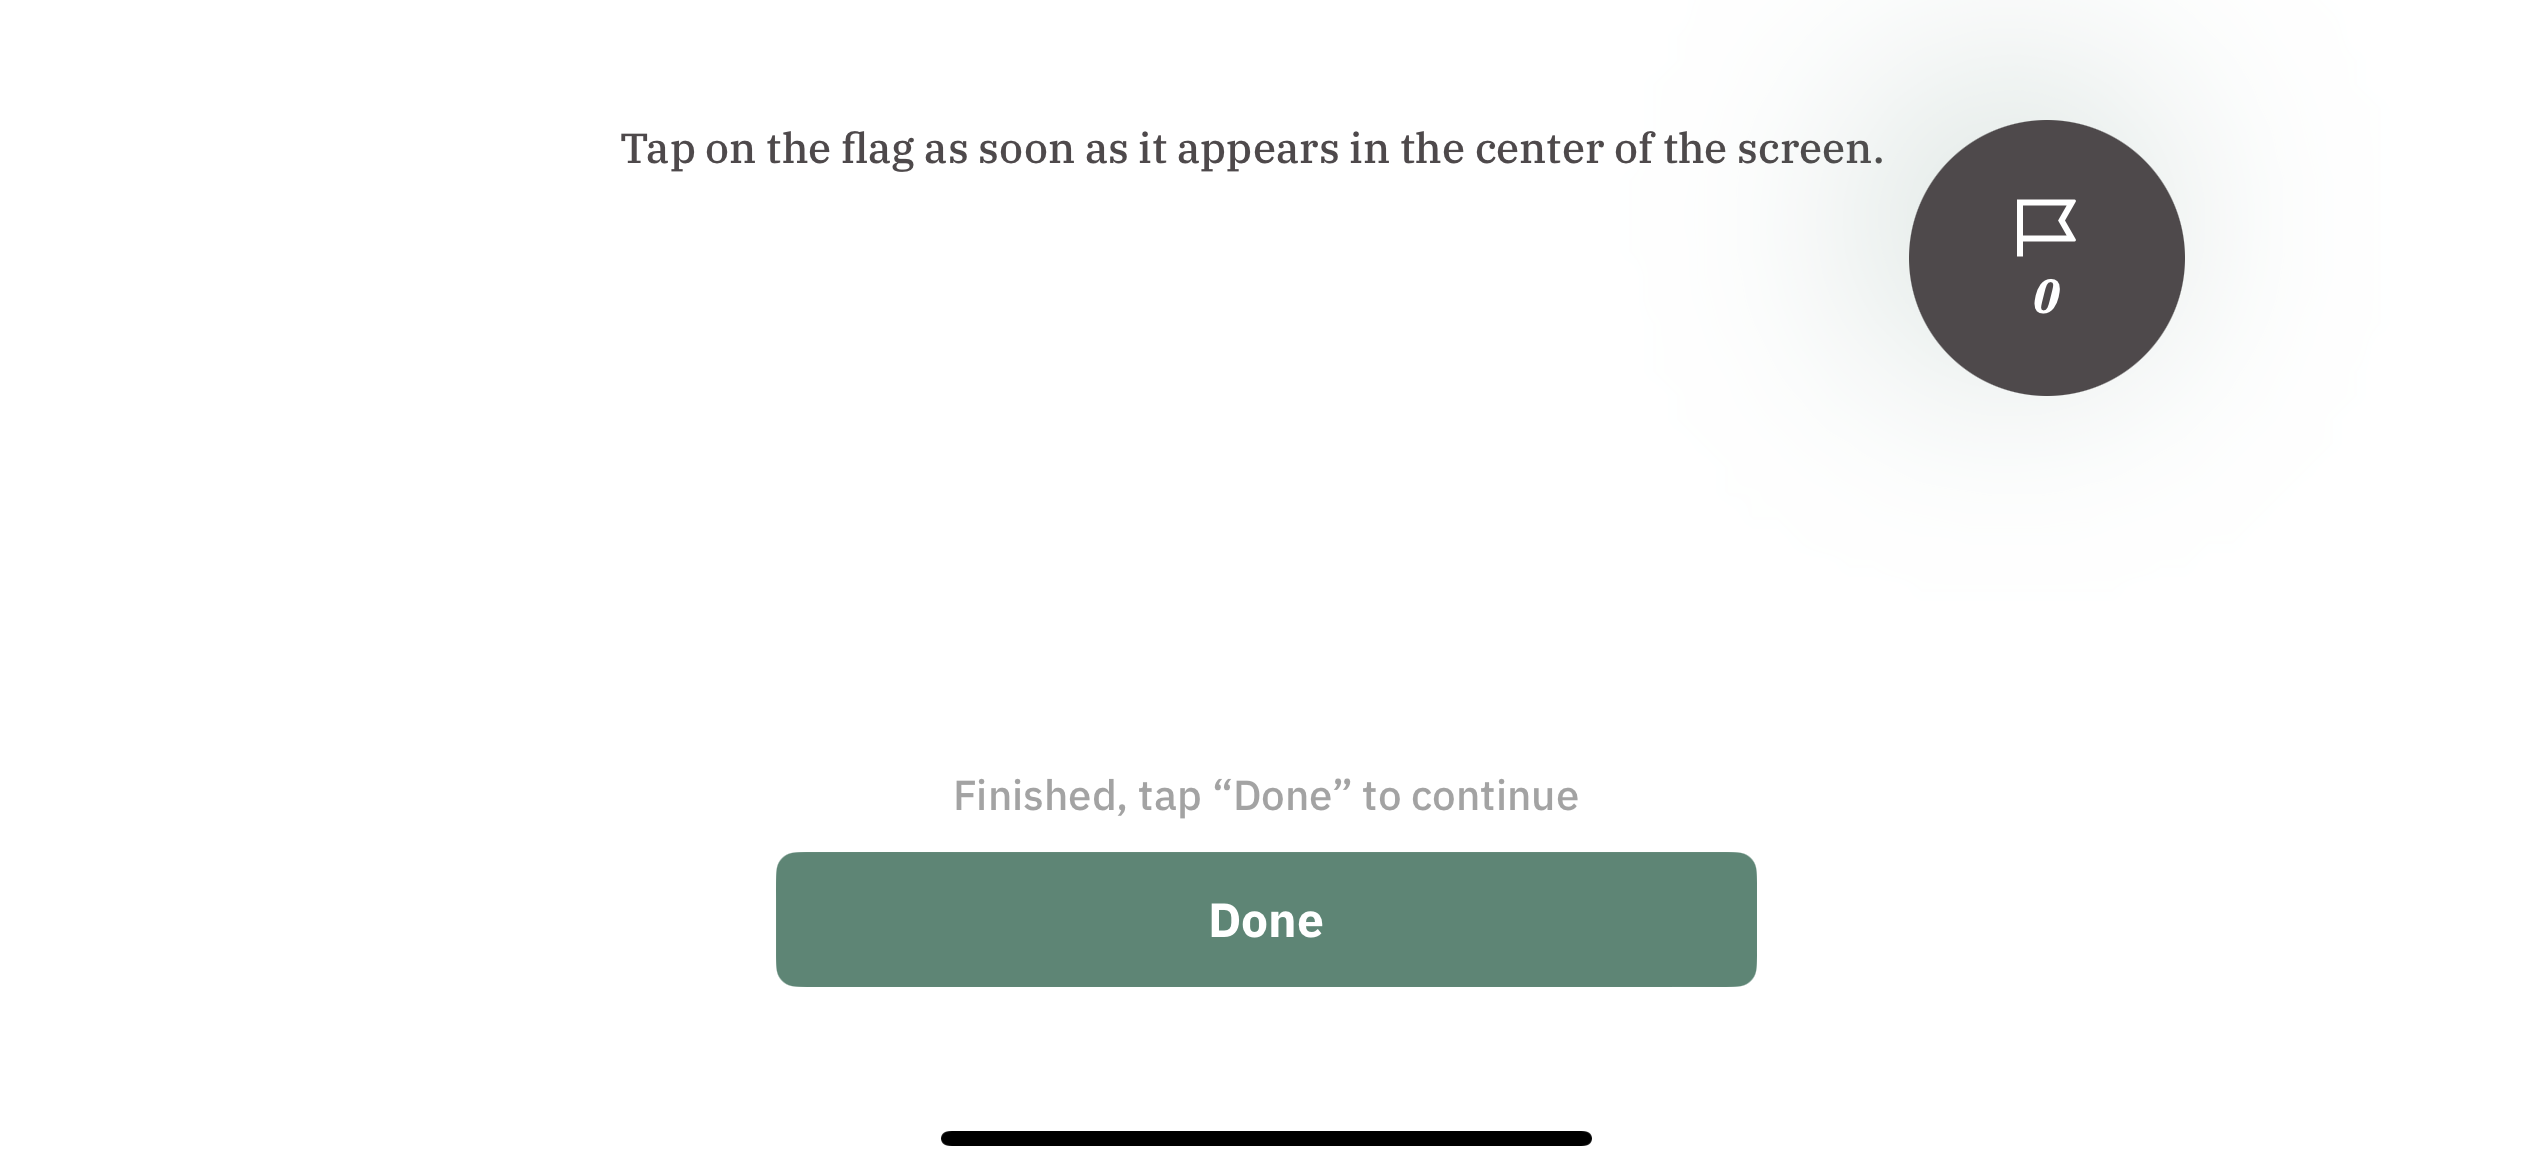 Tap on the flag as soon as it appears in the center of the screen.
0
Finished, tap “Done” to continue
Done